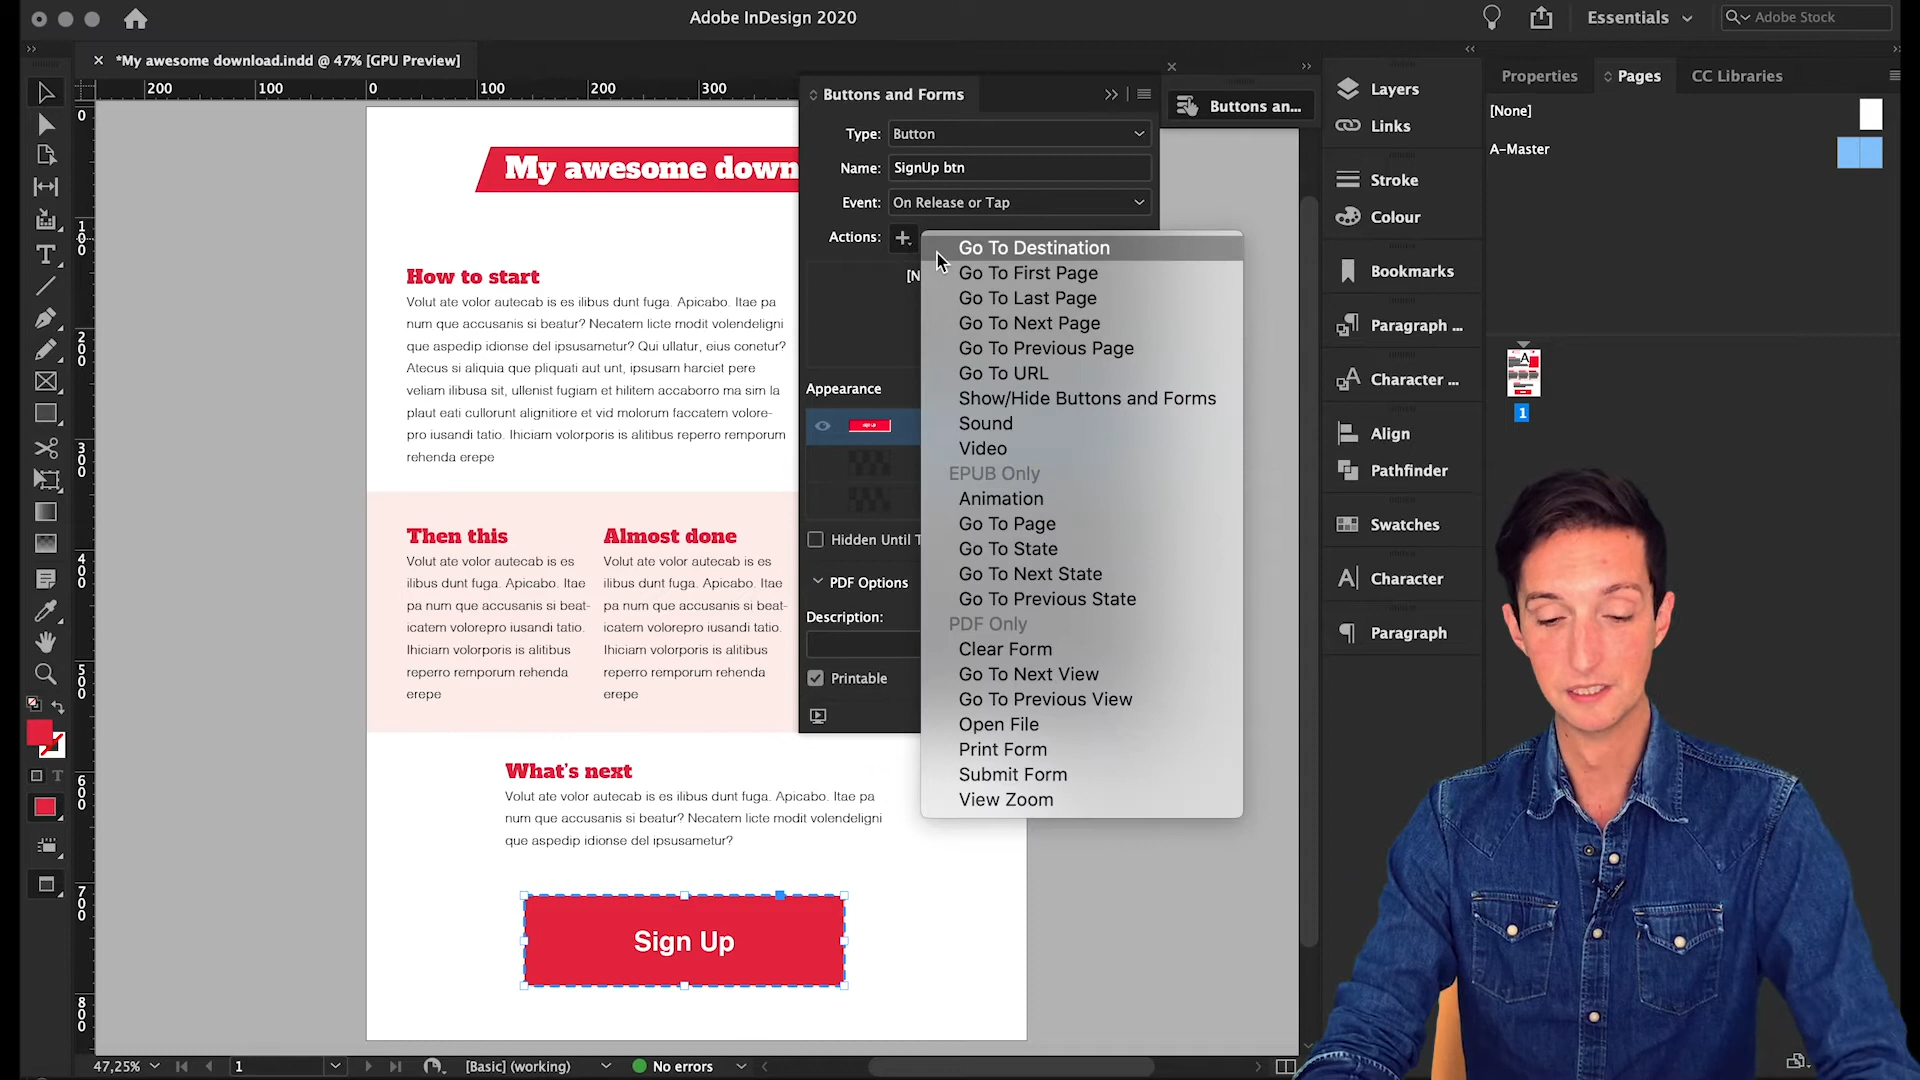 Adobe InDesign 2020
Essentials
Adobe Stock
*My awesome download.indd @ 47% [GPU Preview]
200 100 0 100 200 300
Buttons and Forms
Type: Button
Name: SignUp btn
Event: On Release or Tap
Actions:
[N
Appearance
Hidden Until T
PDF Options
Description:
Printable
Go To Destination
Go To First Page
Go To Last Page
Go To Next Page
Go To Previous Page
Go To URL
Show/Hide Buttons and Forms
Sound
Video
EPUB Only
Animation
Go To Page
Go To State
Go To Next State
Go To Previous State
PDF Only
Clear Form
Go To Next View
Go To Previous View
Open File
Print Form
Submit Form
View Zoom
Buttons an...
Layers
Links
Stroke
Colour
Bookmarks
Paragraph ...
Character ...
Align
Pathfinder
Swatches
Character
Paragraph
Properties
Pages
CC Libraries
[None]
A-Master
A
1
0
100
200
300
400
500
600
700
800
My awesome down
How to start
Volut ate volor autecab is es ilibus dunt fuga. Apicabo. Itae pa
num que accusanis si beatur? Necatem licte modit volendeligni
que aspedip idionse del ipsusametur? Qui ullatur, eius conetur?
Atecus si aliquia que pliquati aut unt, ipsusam harciet pere
veliam ilibusa sit, ullenist fugiam et hilitem accaborro ma sim la
plaut eati cullorunt alignitiore et vid molorum faccatem volore-
pro iusandi tatio. Ihiciam volorporis is alitibus reperro remporum
rehenda erepe
Then this
Volut ate volor autecab is es
ilibus dunt fuga. Apicabo. Itae
pa num que accusanis si beat-
icatem volorepro iusandi tatio.
Ihiciam volorporis is alitibus
reperro remporum rehenda
erepe
Almost done
Volut ate volor autecab is es
ilibus dunt fuga. Apicabo. Itae
pa num que accusanis si beat-
icatem volorepro iusandi tatio.
Ihiciam volorporis is alitibus
reperro remporum rehenda
erepe
What's next
Volut ate volor autecab is es ilibus dunt fuga. Apicabo. Itae pa
num que accusanis si beatur? Necatem licte modit volendeligni
que aspedip idionse del ipsusametur?
Sign Up
47,25%
1
[Basic] (working)
No errors